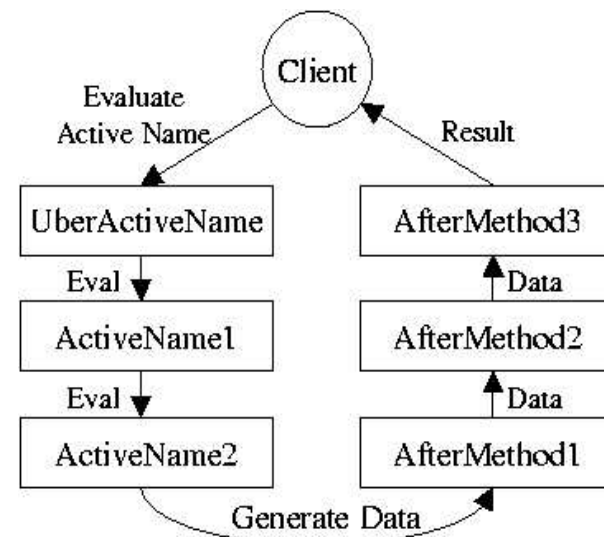 Client
Evaluate
Active Name
Result
UberActiveName
AfterMethod3
Eval
Data
ActiveName1
AfterMethod2
Eval
Data
ActiveName2
AfterMethod1
Generate Data